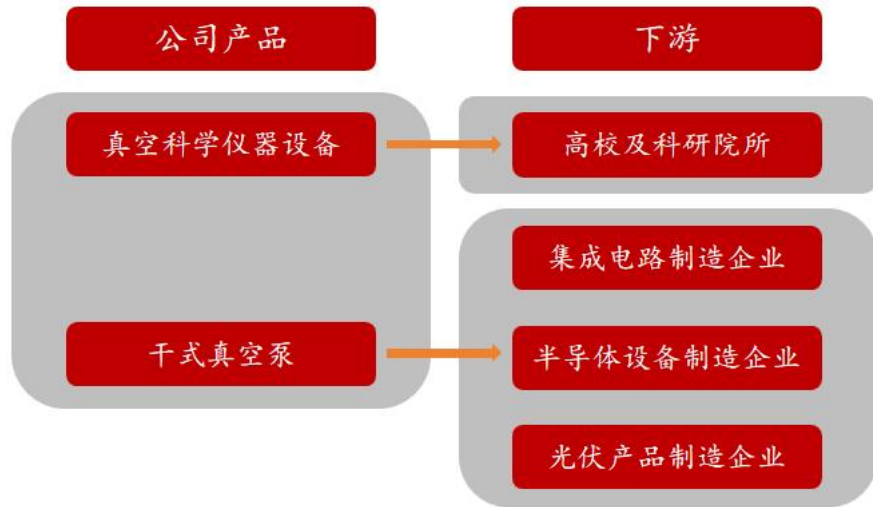 公司产品
下游
真空科学仪器设备
高校及科研院所
集成电路制造企业
干式真空泵
半导体设备制造企业
光伏产品制造企业